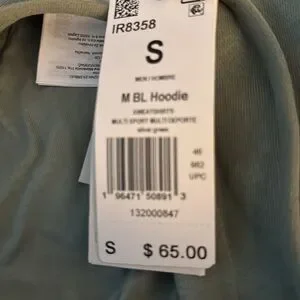 IR8358
S
MEN / HOMBRE
M BL Hoodie
SWEATSHIRTS
MULTI SPORT MULTI DEPORTE
silver green
46
662
UPC
1 96471 50891 3
132000847
S $ 65.00